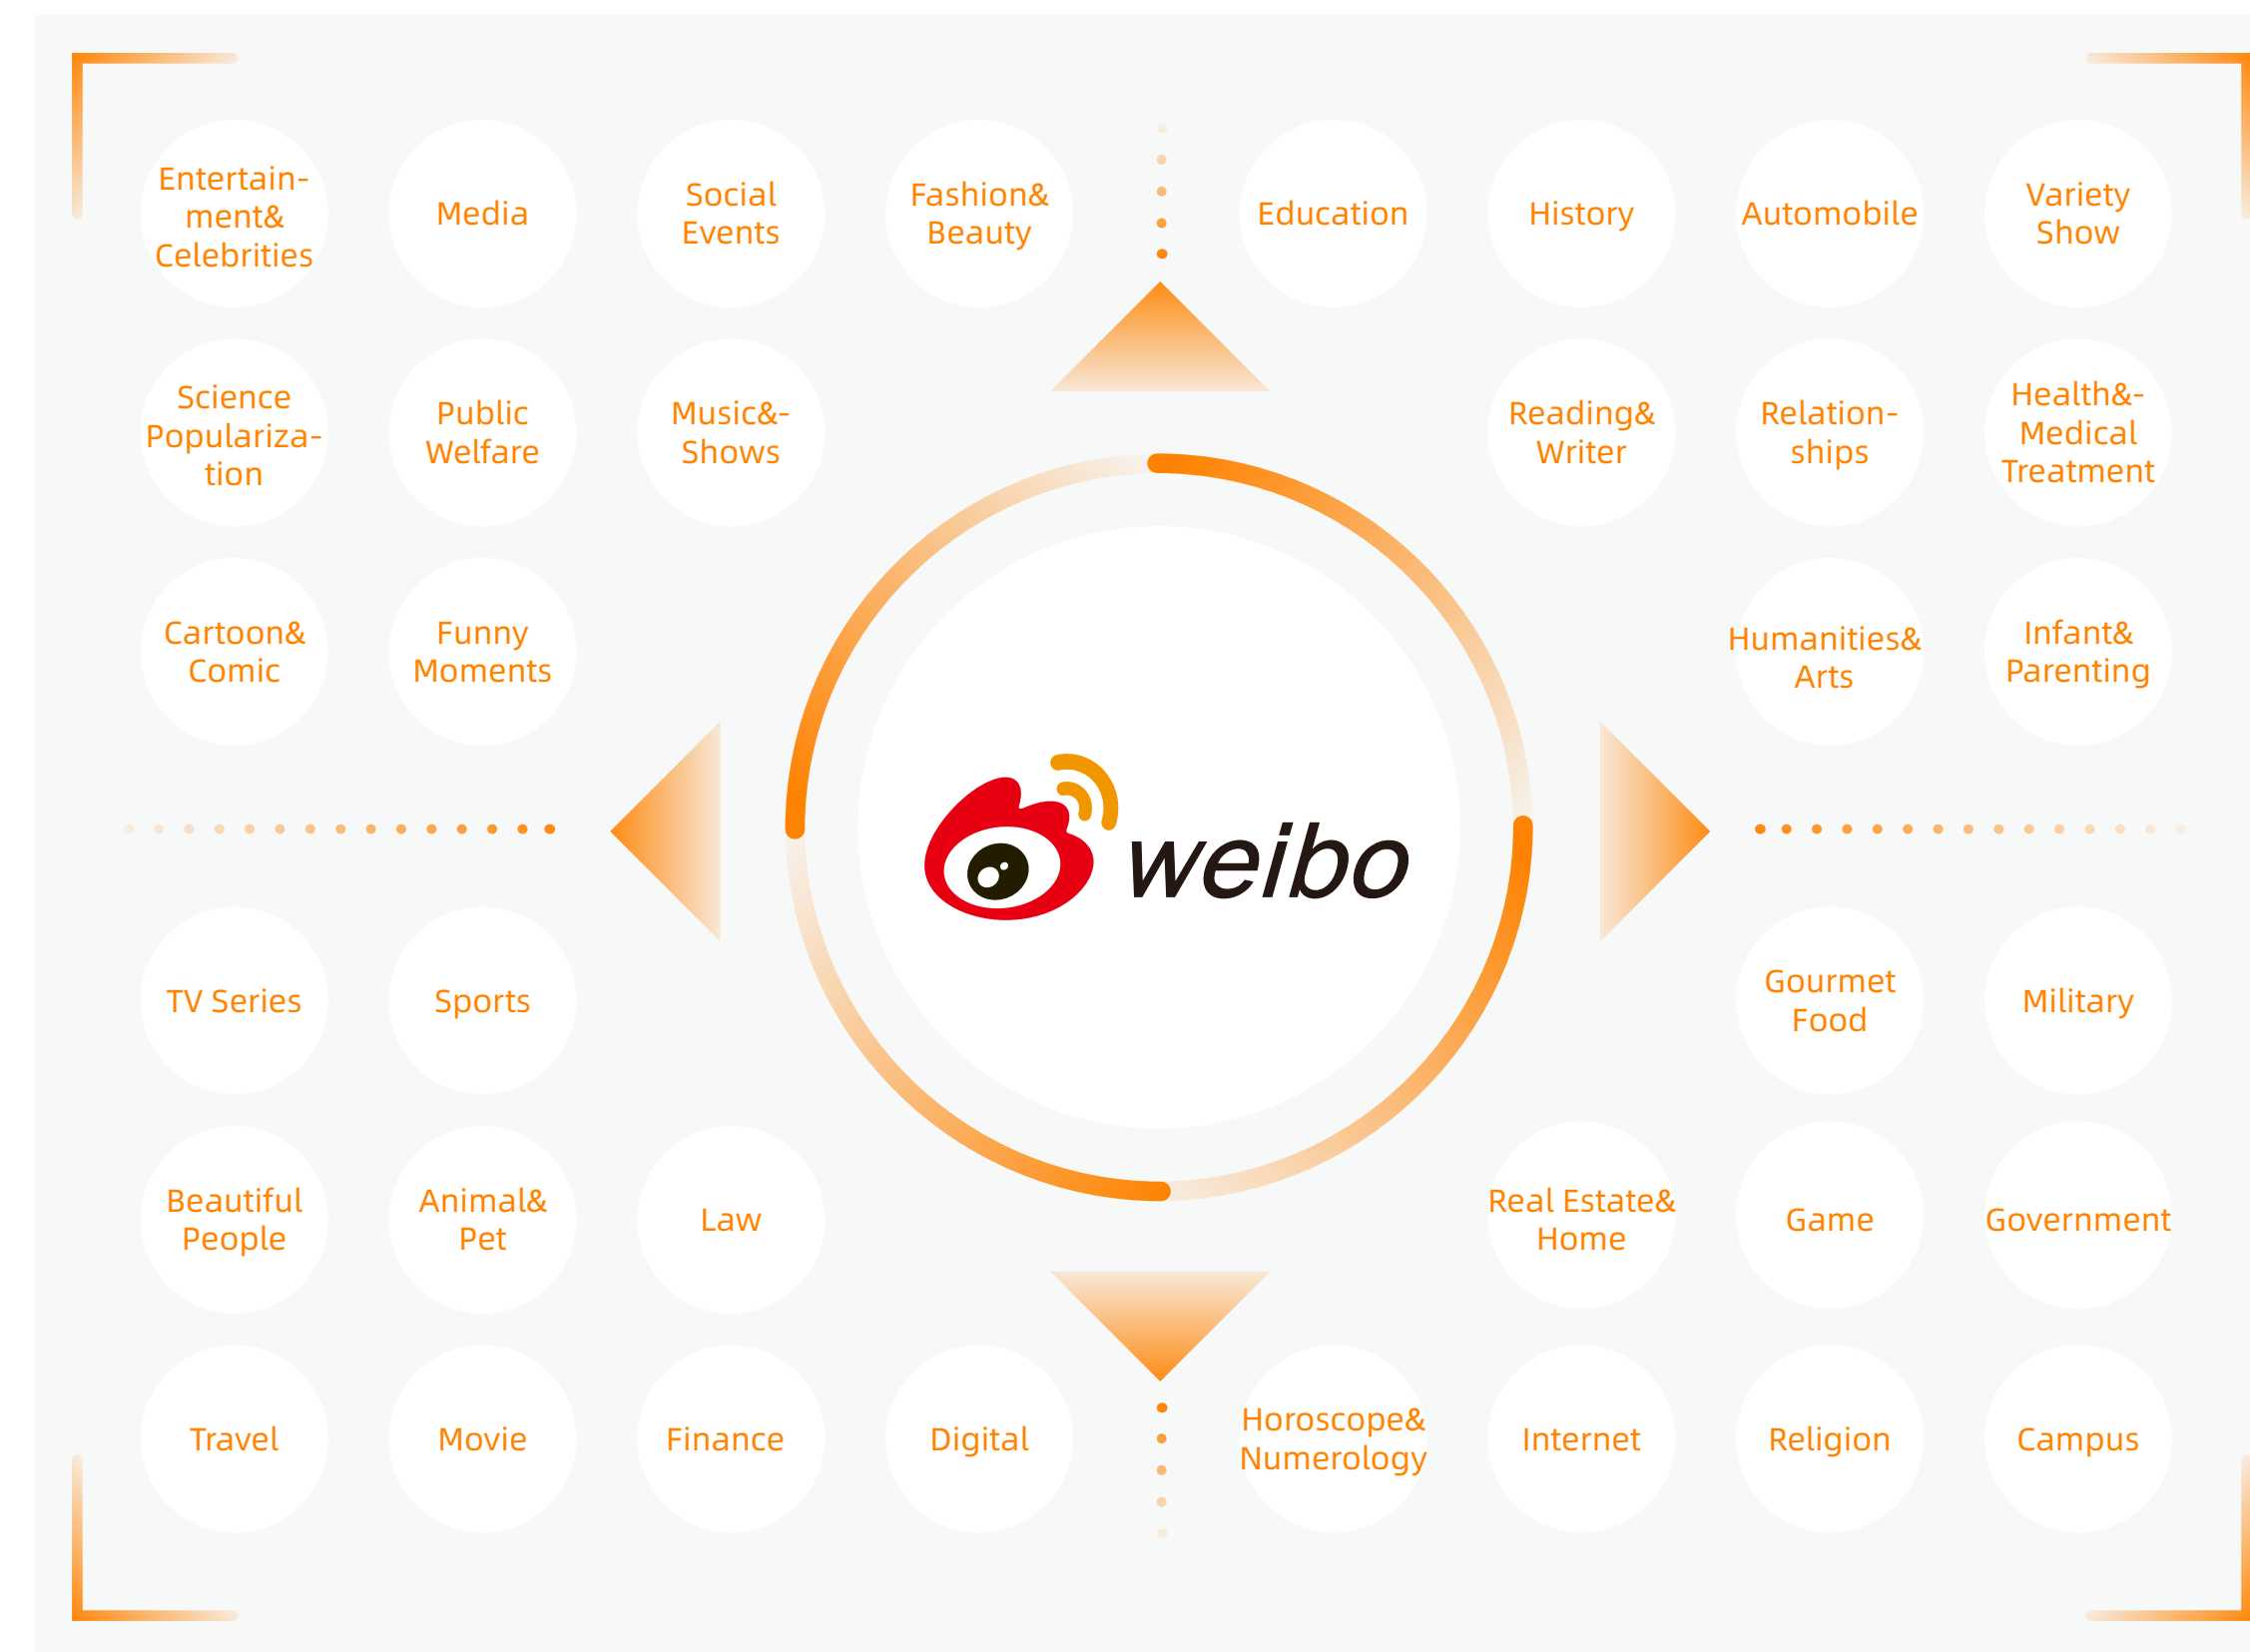 Entertain-
ment&
Celebrities
Media
Social
Events
Fashion&
Beauty
Education
History
Automobile
Variety
Show
Science
Populariza-
tion
Public
Welfare
Music&-
Shows
Reading&
Writer
Relation-
ships
Health&-
Medical
Treatment
Cartoon&
Comic
Funny
Moments
Humanities&
Arts
Infant&
Parenting
weibo
TV Series
Sports
Gourmet
Food
Military
Beautiful
People
Animal&
Pet
Law
Real Estate&
Home
Game
Government
Travel
Movie
Finance
Digital
Horoscope&
Numerology
Internet
Religion
Campus